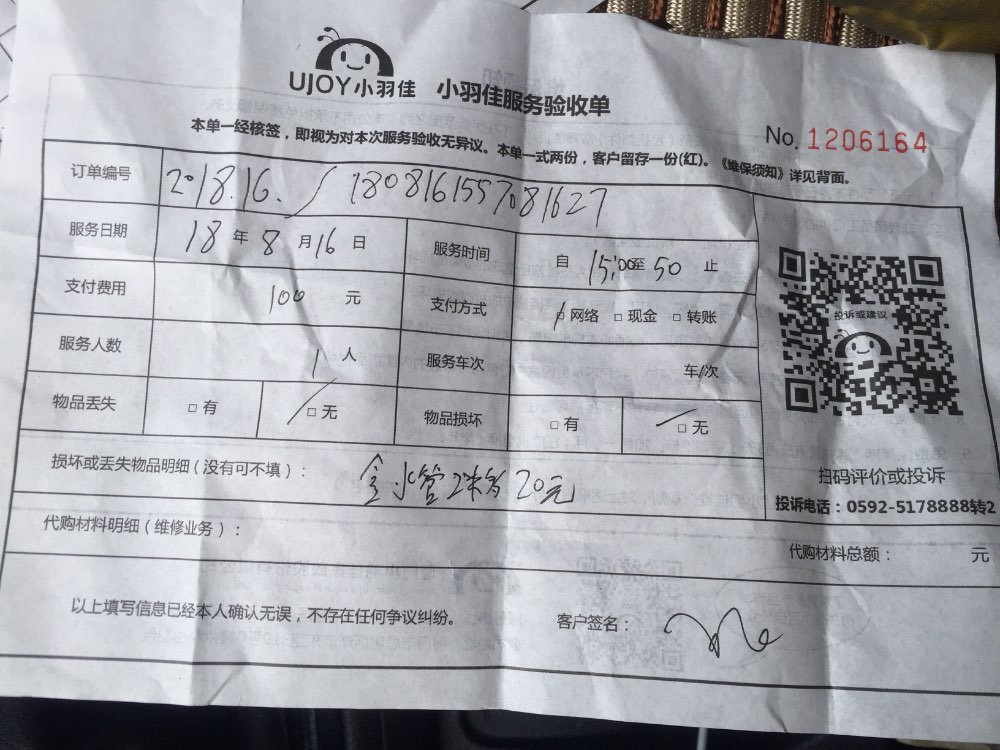 UJOY小羽佳 小羽佳服务验收单
本单一经核签，即视为对本次服务验收无异议。本单一式两份，客户留存一份(红)。《维保须知》详见背面。
No. 1206164
订单编号 2018.16. / 1808161557081627
服务日期 18 年 8 月 16 日 服务时间 自 15:00 至 50 止
支付费用 100 元 支付方式 □ 网络 □ 现金 □ 转账
服务人数 1 人 服务车次 车/次
物品丢失 □ 有 □ 无 物品损坏 □ 有 □ 无
投诉或建议
扫码评价或投诉
投诉电话：0592-5178888转2
损坏或丢失物品明细（没有可不填）： 水管2米 20元
代购材料明细（维修业务）：
代购材料总额： 元
以上填写信息已经本人确认无误，不存在任何争议纠纷。 客户签名：